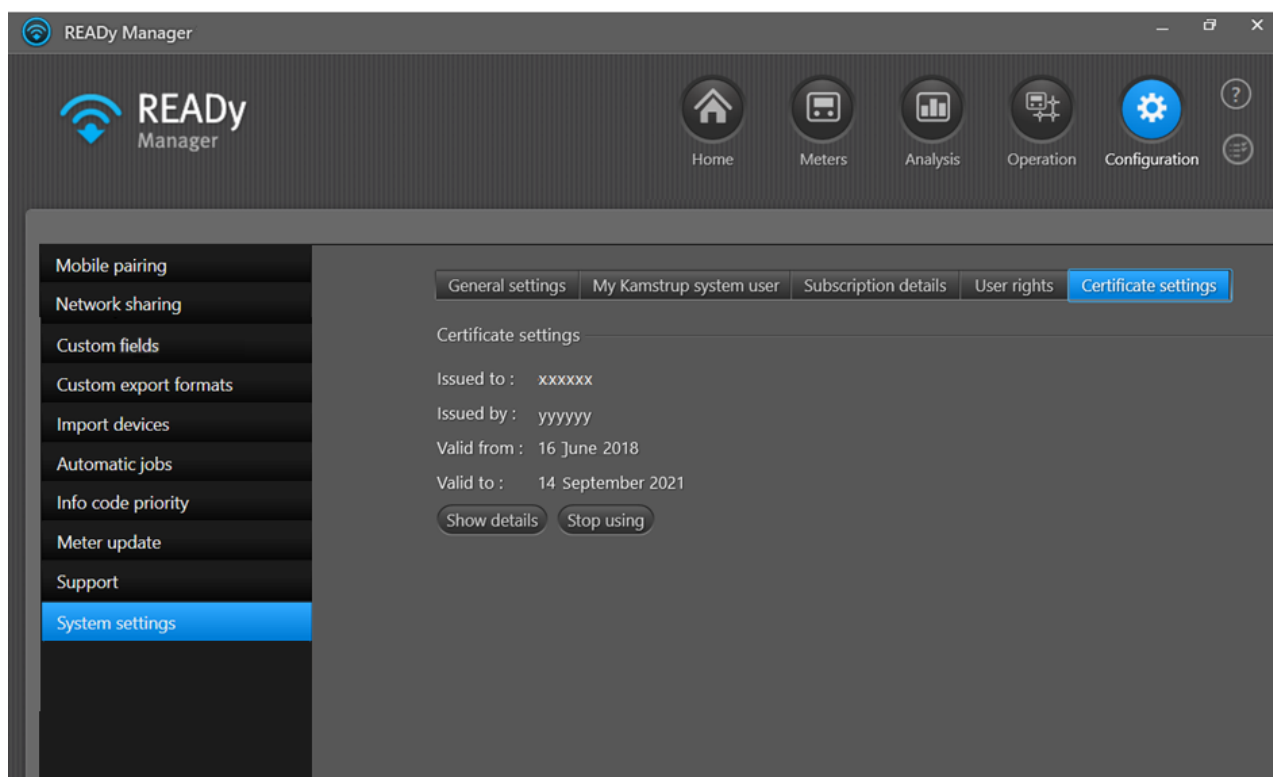 READy Manager
READy
Manager
?
Home Meters Analysis Operation Configuration
Mobile pairing
Network sharing
Custom fields
Custom export formats
Import devices
Automatic jobs
Info code priority
Meter update
Support
System settings
General settings My Kamstrup system user Subscription details User rights Certificate settings
Certificate settings
Issued to : xxxxxx
Issued by : yyyyyy
Valid from : 16 June 2018
Valid to : 14 September 2021
Show details Stop using